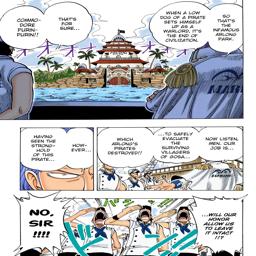 SO
THAT'S
THE
INFAMOUS
ARLONG
PARK.
WHEN A LOW
DOG OF A PIRATE
GETS HIMSELF
MADE AS A
WARLORD, IT'S
THE END OF
CIVILIZATION.
THAT'S
FOR
SURE...
COMMO-
DORE
PURIN-
PURIN!!
NOW LISTEN,
MEN. OUR
JOB IS...
...TO SAFELY
EVACUATE
THE
SURVIVING
VILLAGERS
OF GOSA...
WHICH
ARLONG'S
PIRATES
DESTROYED!!
HOW-
EVER...
HAVING
SEEN THE
STRONG-
HOLD OF
THIS
PIRATE...
...WILL OUR
HONOR
ALLOW US
TO LEAVE
IT INTACT
!!?
NO,
SIR
!!!!